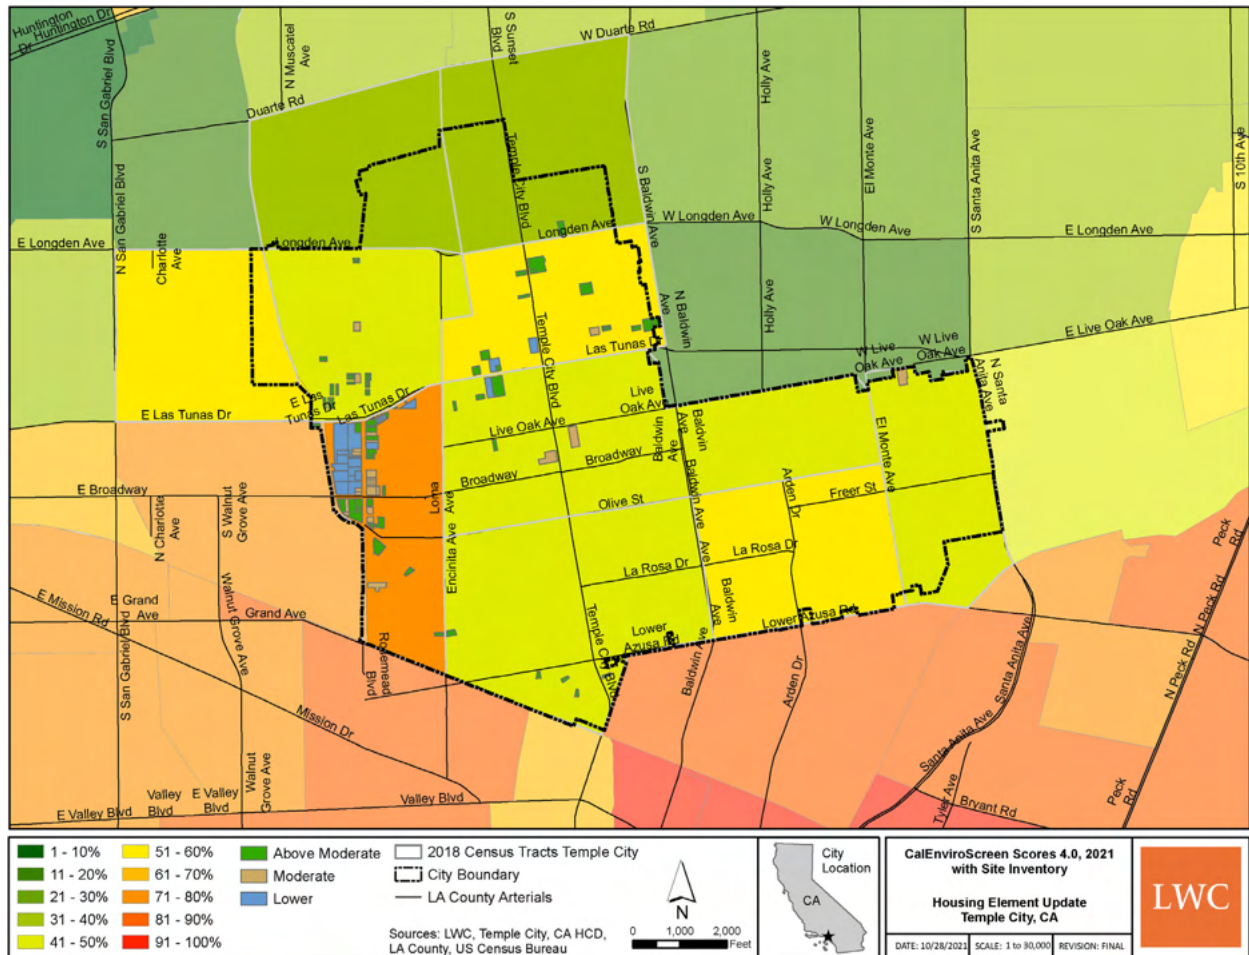 Huntington Dr
Huntington Dr
S San Gabriel Blvd
N Muscatel Ave
S Sunset Blvd
W Duarte Rd
Duarte Rd
Holly Ave
El Monte Ave
S Santa Anita Ave
S 10th Ave
N San Gabriel Blvd
Temple City Blvd
S Baldwin Ave
Holly Ave
E Longden Ave
Charlotte Ave
Longden Ave
Longden Ave
W Longden Ave
W Longden Ave
E Longden Ave
Holly Ave
N Baldwin Ave
Temple City Blvd
Las Tunas D
W Live Oak Ave
W Live Oak Ave
E Live Oak Ave
N Santa Anita Ave
E Las Tunas Dr
E Las Tunas Dr
Las Tunas Dr
Live Oak Ave
Live Oak Av
Baldwin Ave
Baldwin Ave
El Monte Ave
E Broadway
Broadway
Broadway
Loma Ave
Baldwin Ave
Olive St
Arden Dr
Freer St
N Charlotte Ave
S Walnut Grove Ave
Encinita Ave
La Rosa Dr
La Rosa Dr
Peck Rd
E Mission Rd
E Grand Ave
Grand Ave
Walnut Grove Ave
S San Gabriel Blvd
Rosemead Blvd
Temple City Blvd
Lower Azusa Rd
Baldwin Ave
Lower Azusa Rd
Baldwin Ave
Arden Dr
Santa Anita Ave
N Peck Rd
N Peck Rd
Mission Dr
Walnut Grove Ave
Santa Anita Ave
Tyler Ave
Peck Rd
E Valley Blvd
Valley Blvd
E Valley Blvd
Valley Blvd
Bryant Rd
1 - 10%
11 - 20%
21 - 30%
31 - 40%
41 - 50%
51 - 60%
61 - 70%
71 - 80%
81 - 90%
91 - 100%
Above Moderate
Moderate
Lower
2018 Census Tracts Temple City
City Boundary
LA County Arterials
Sources: LWC, Temple City, CA HCD,
LA County, US Census Bureau
N
0 1,000 2,000
Feet
City
Location
CA
CalEnviroScreen Scores 4.0, 2021
with Site Inventory
Housing Element Update
Temple City, CA
DATE: 10/28/2021 SCALE: 1 to 30,000 REVISION: FINAL
LWC